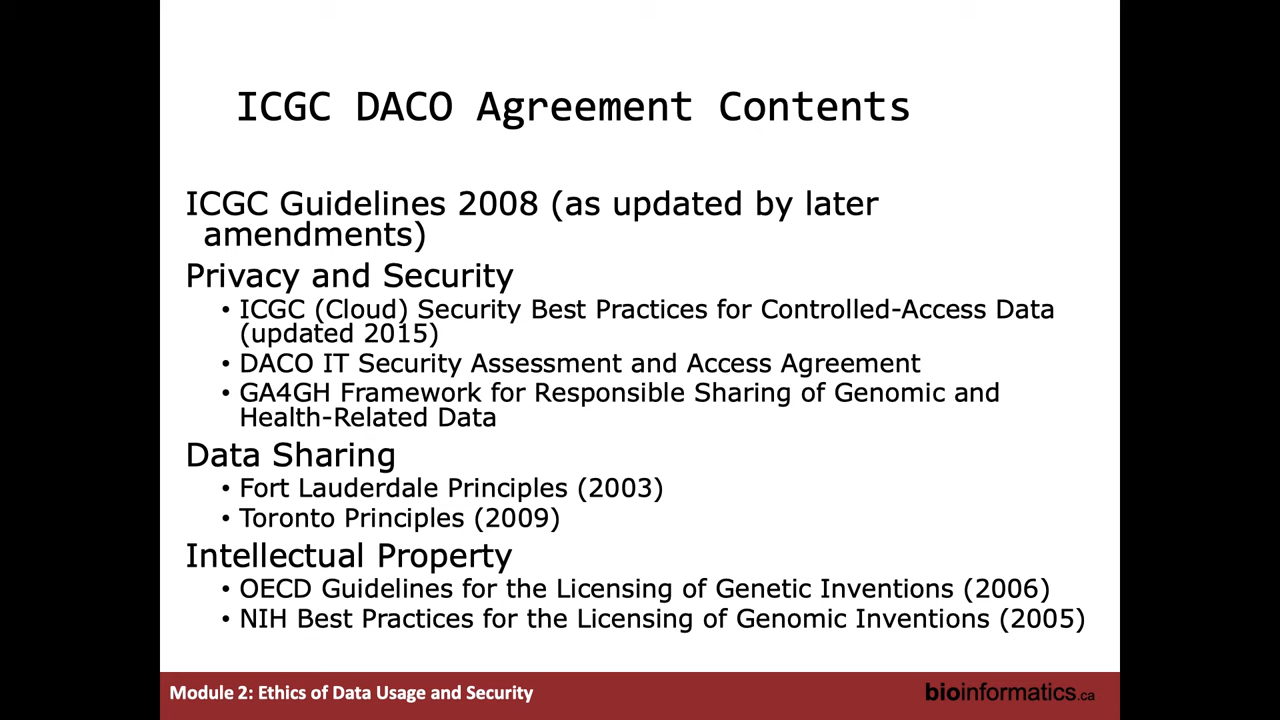 ICGC DACO Agreement Contents
ICGC Guidelines 2008 (as updated by later
amendments)
Privacy and Security
• ICGC (Cloud) Security Best Practices for Controlled-Access Data
(updated 2015)
• DACO IT Security Assessment and Access Agreement
• GA4GH Framework for Responsible Sharing of Genomic and
Health-Related Data
Data Sharing
• Fort Lauderdale Principles (2003)
• Toronto Principles (2009)
Intellectual Property
• OECD Guidelines for the Licensing of Genetic Inventions (2006)
• NIH Best Practices for the Licensing of Genomic Inventions (2005)
Module 2: Ethics of Data Usage and Security
bioinformatics.ca